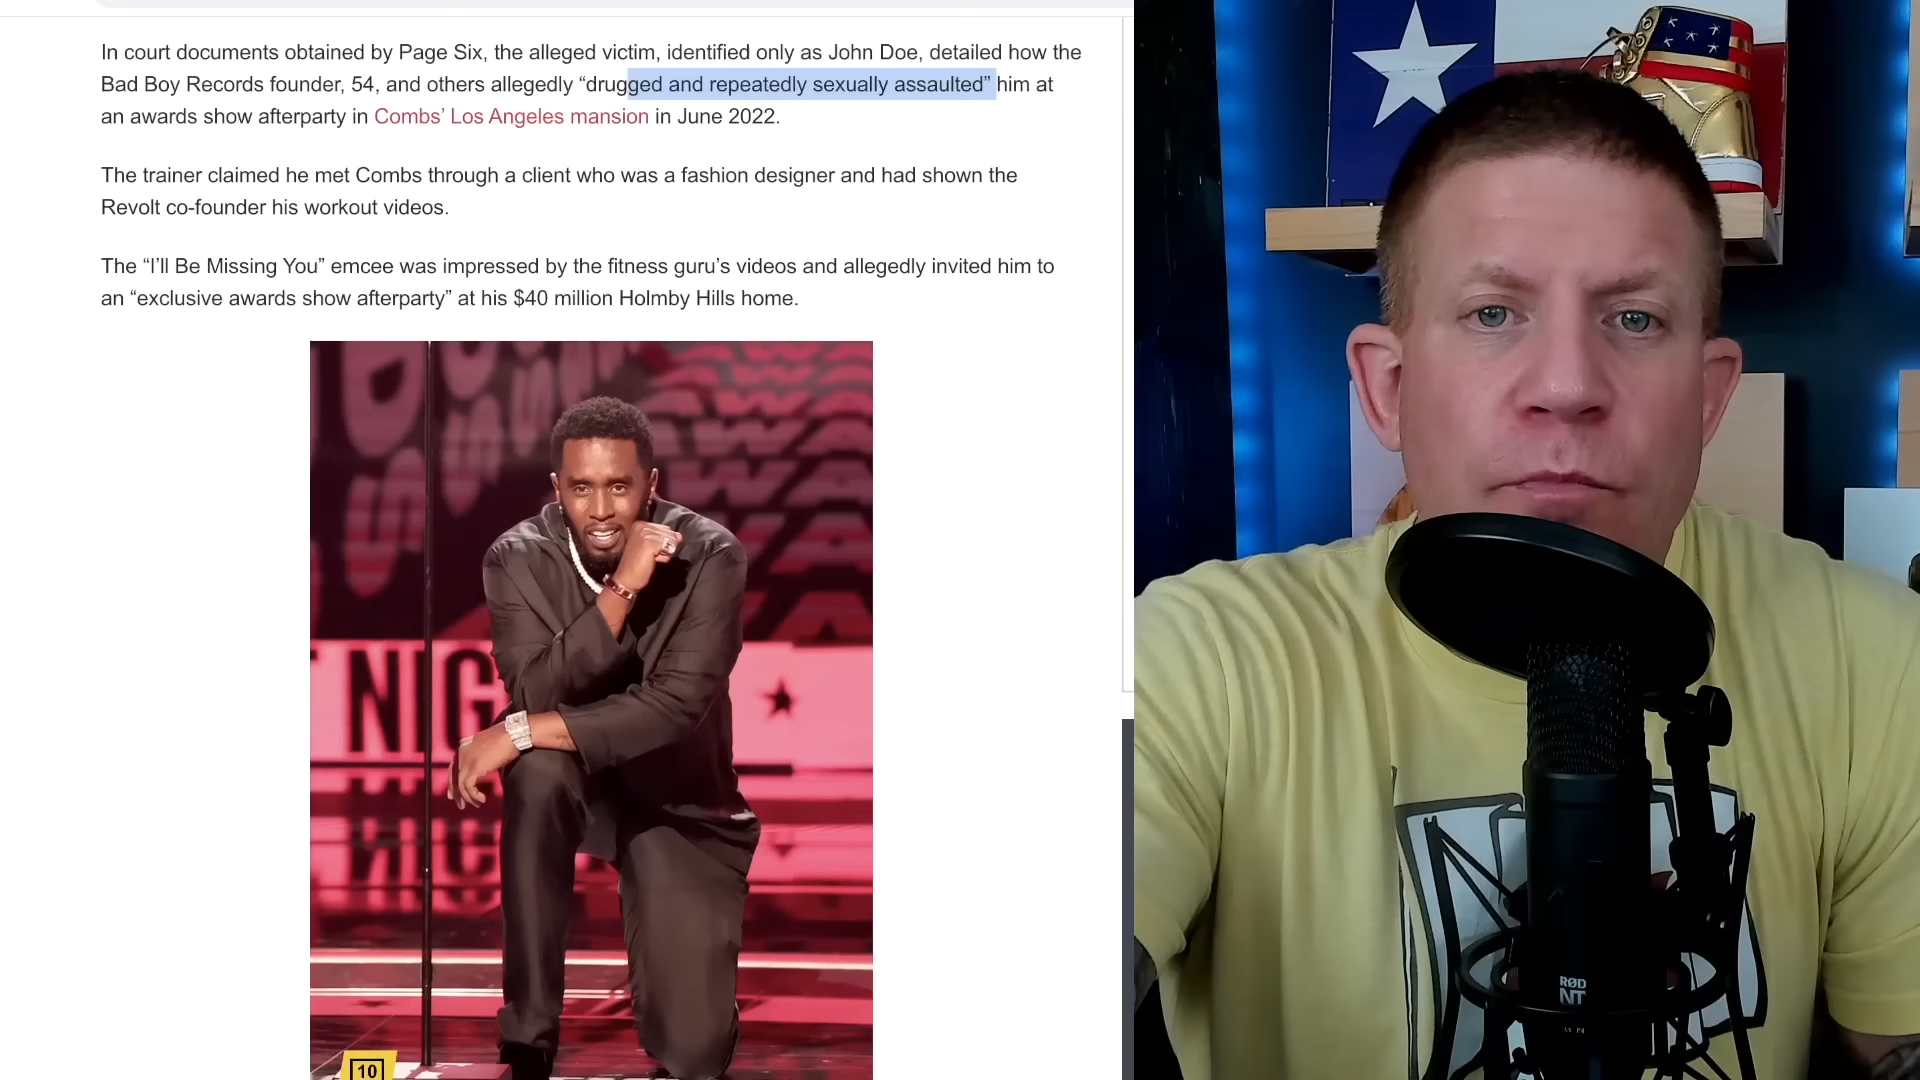 In court documents obtained by Page Six, the alleged victim, identified only as John Doe, detailed how the
Bad Boy Records founder, 54, and others allegedly “drugged and repeatedly sexually assaulted” him at
an awards show afterparty in Combs’ Los Angeles mansion in June 2022.
The trainer claimed he met Combs through a client who was a fashion designer and had shown the
Revolt co-founder his workout videos.
The “I’ll Be Missing You” emcee was impressed by the fitness guru’s videos and allegedly invited him to
an “exclusive awards show afterparty” at his $40 million Holmby Hills home.
NIG
10
RØD
NT